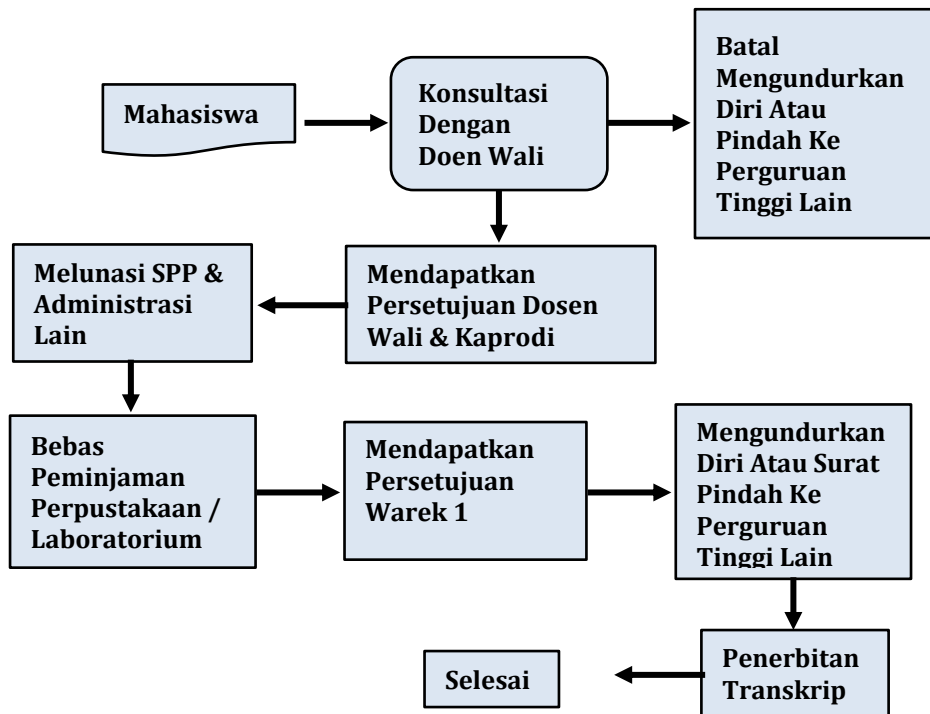 Mahasiswa
Konsultasi
Dengan
Doen Wali
Batal
Mengundurkan
Diri Atau
Pindah Ke
Perguruan
Tinggi Lain
Melunasi SPP &
Administrasi
Lain
Mendapatkan
Persetujuan Dosen
Wali & Kaprodi
Bebas
Peminjaman
Perpustakaan /
Laboratorium
Mendapatkan
Persetujuan
Warek 1
Mengundurkan
Diri Atau Surat
Pindah Ke
Perguruan
Tinggi Lain
Selesai
Penerbitan
Transkrip